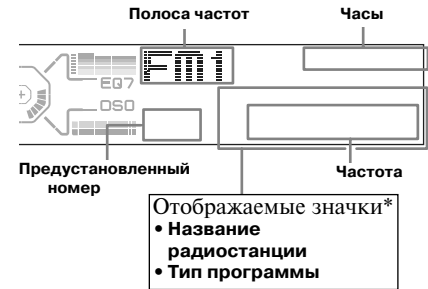 Полоса частот
Часы
FM1
EQ7
DSO
Предустановленный
номер
Частота
Отображаемые значки*
• Название
радиостанции
• Тип программы